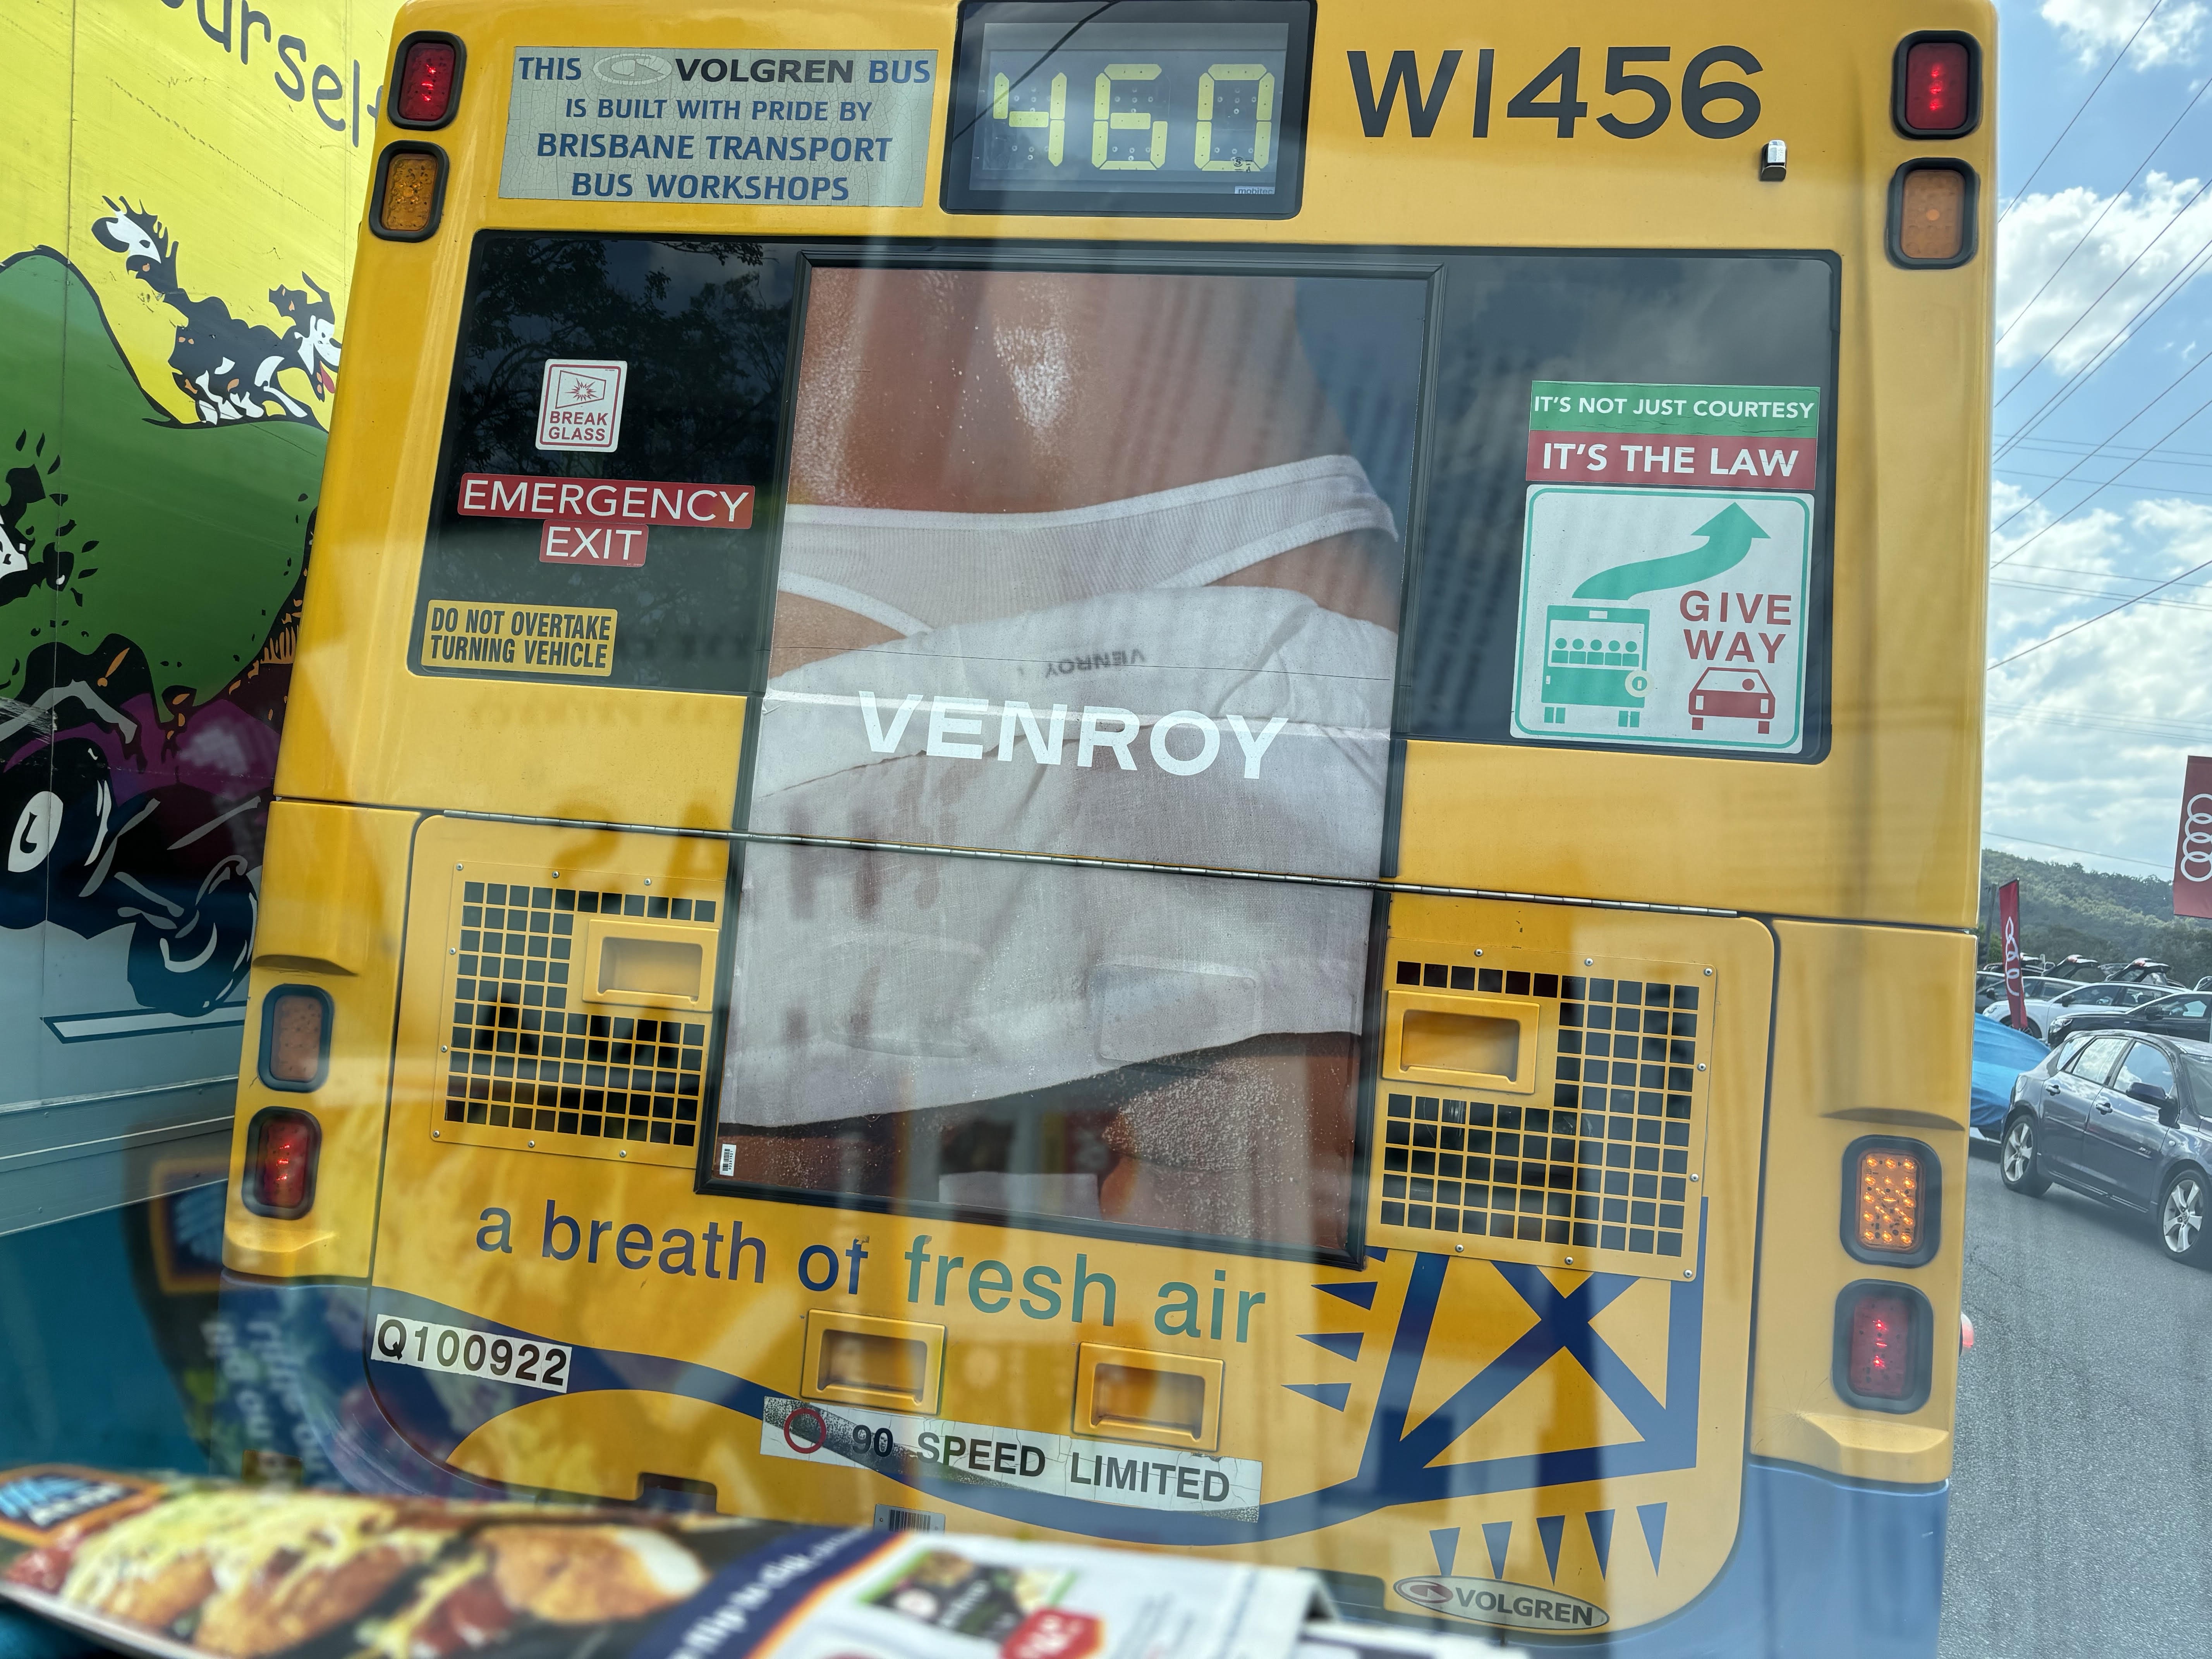 THIS VOLGREN BUS
IS BUILT WITH PRIDE BY
BRISBANE TRANSPORT
BUS WORKSHOPS
460
mobitec
W1456
BREAK
GLASS
EMERGENCY
EXIT
DO NOT OVERTAKE
TURNING VEHICLE
VENROY
VENROY
IT'S NOT JUST COURTESY
IT'S THE LAW
GIVE
WAY
a breath of fresh air
Q100922
90 SPEED LIMITED
VOLGREN